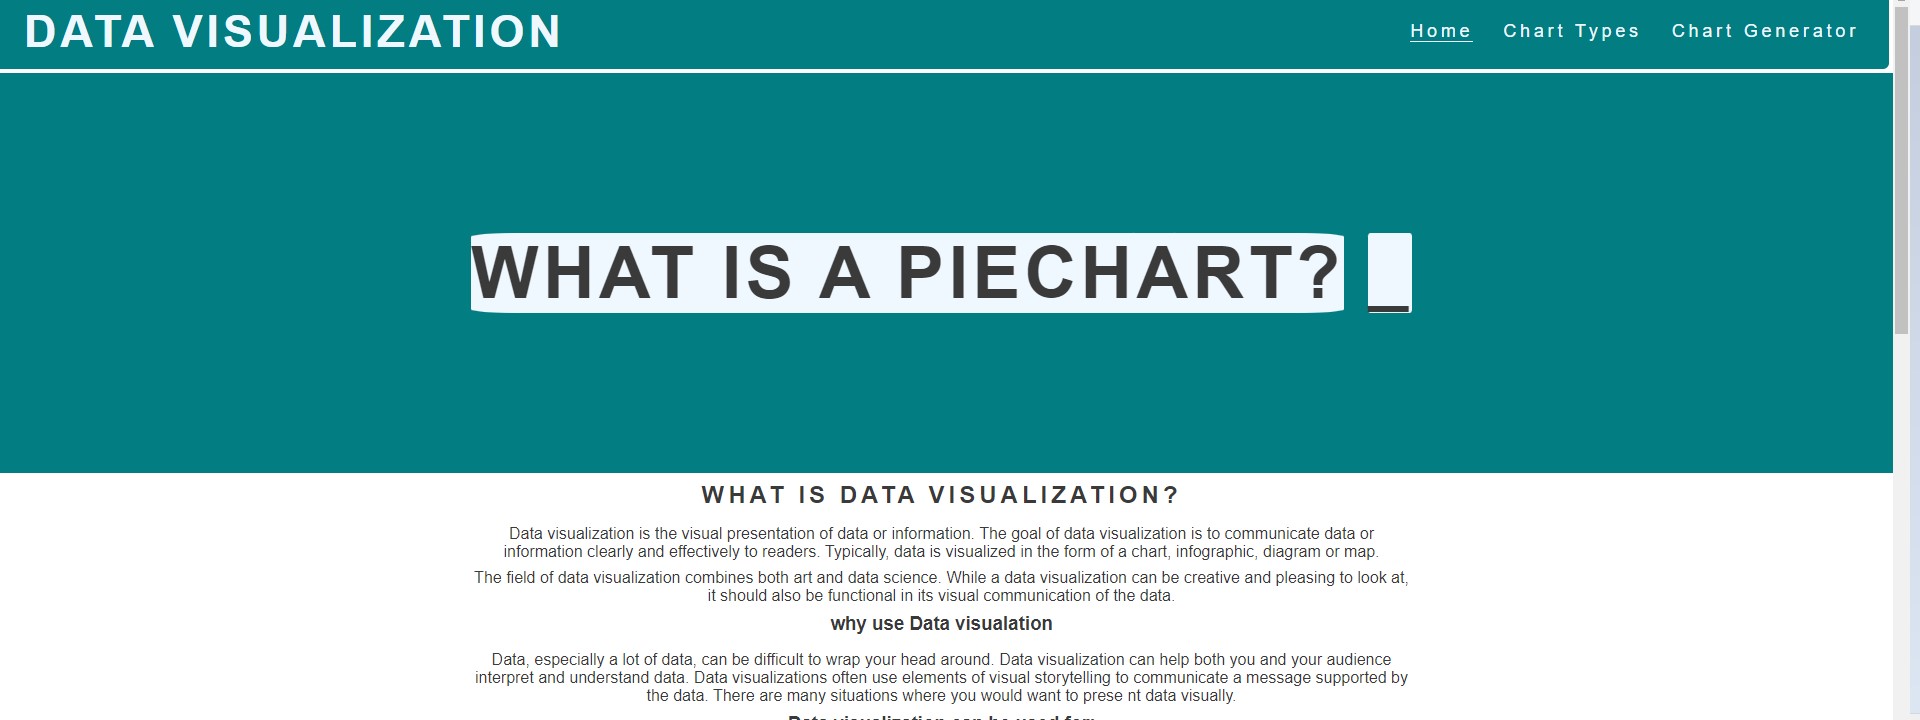 DATA VISUALIZATION
Home Chart Types Chart Generator
WHAT IS A PIECHART? _
WHAT IS DATA VISUALIZATION?
Data visualization is the visual presentation of data or information. The goal of data visualization is to communicate data or
information clearly and effectively to readers. Typically, data is visualized in the form of a chart, infographic, diagram or map.
The field of data visualization combines both art and data science. While a data visualization can be creative and pleasing to look at,
it should also be functional in its visual communication of the data.
why use Data visualation
Data, especially a lot of data, can be difficult to wrap your head around. Data visualization can help both you and your audience
interpret and understand data. Data visualizations often use elements of visual storytelling to communicate a message supported by
the data. There are many situations where you would want to prese nt data visually.
Data visualization can be used for: